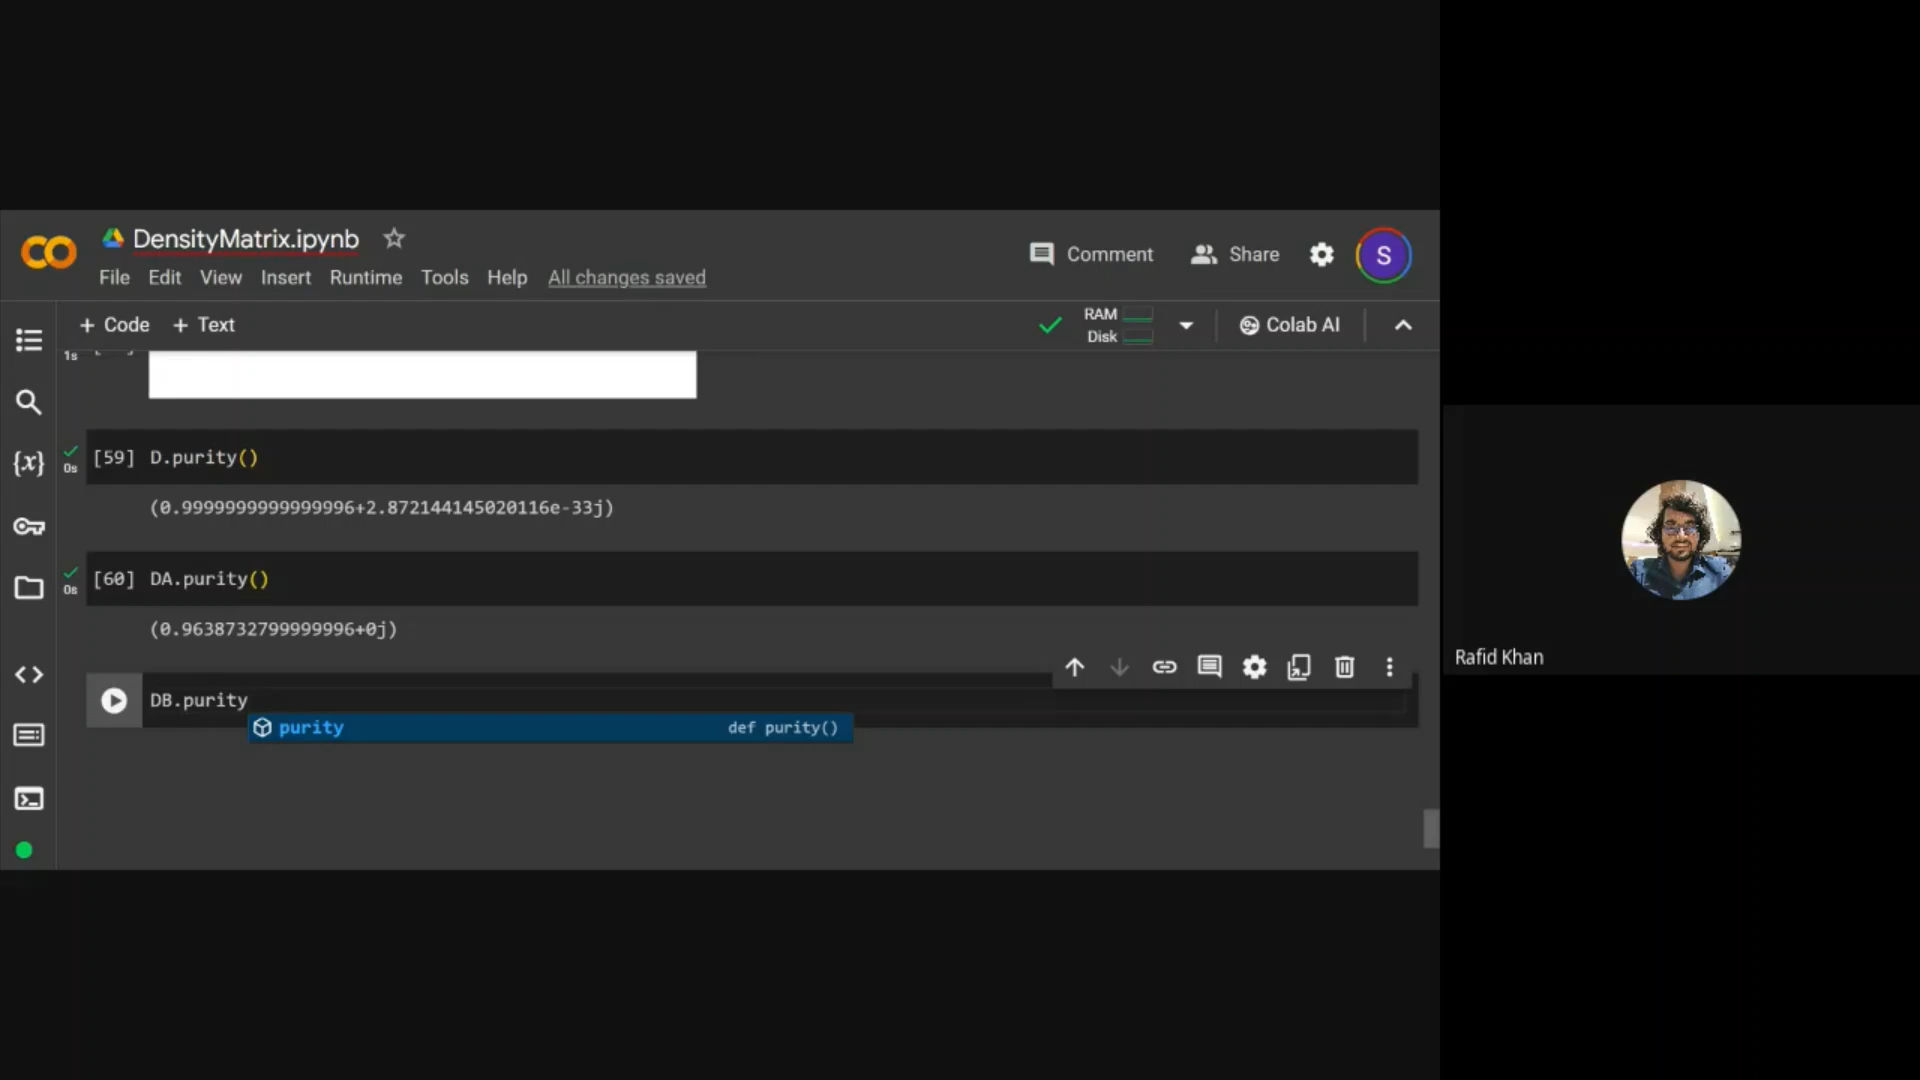 DensityMatrix.ipynb
Comment
Share
S
File Edit View Insert Runtime Tools Help All changes saved
+ Code + Text
RAM
Disk
Colab AI
1s
{x}
0s
[59] D.purity()
(0.9999999999999996+2.872144145020116e-33j)
0s
[60] DA.purity()
(0.9638732799999996+0j)
DB.purity
purity def purity()
Rafid Khan